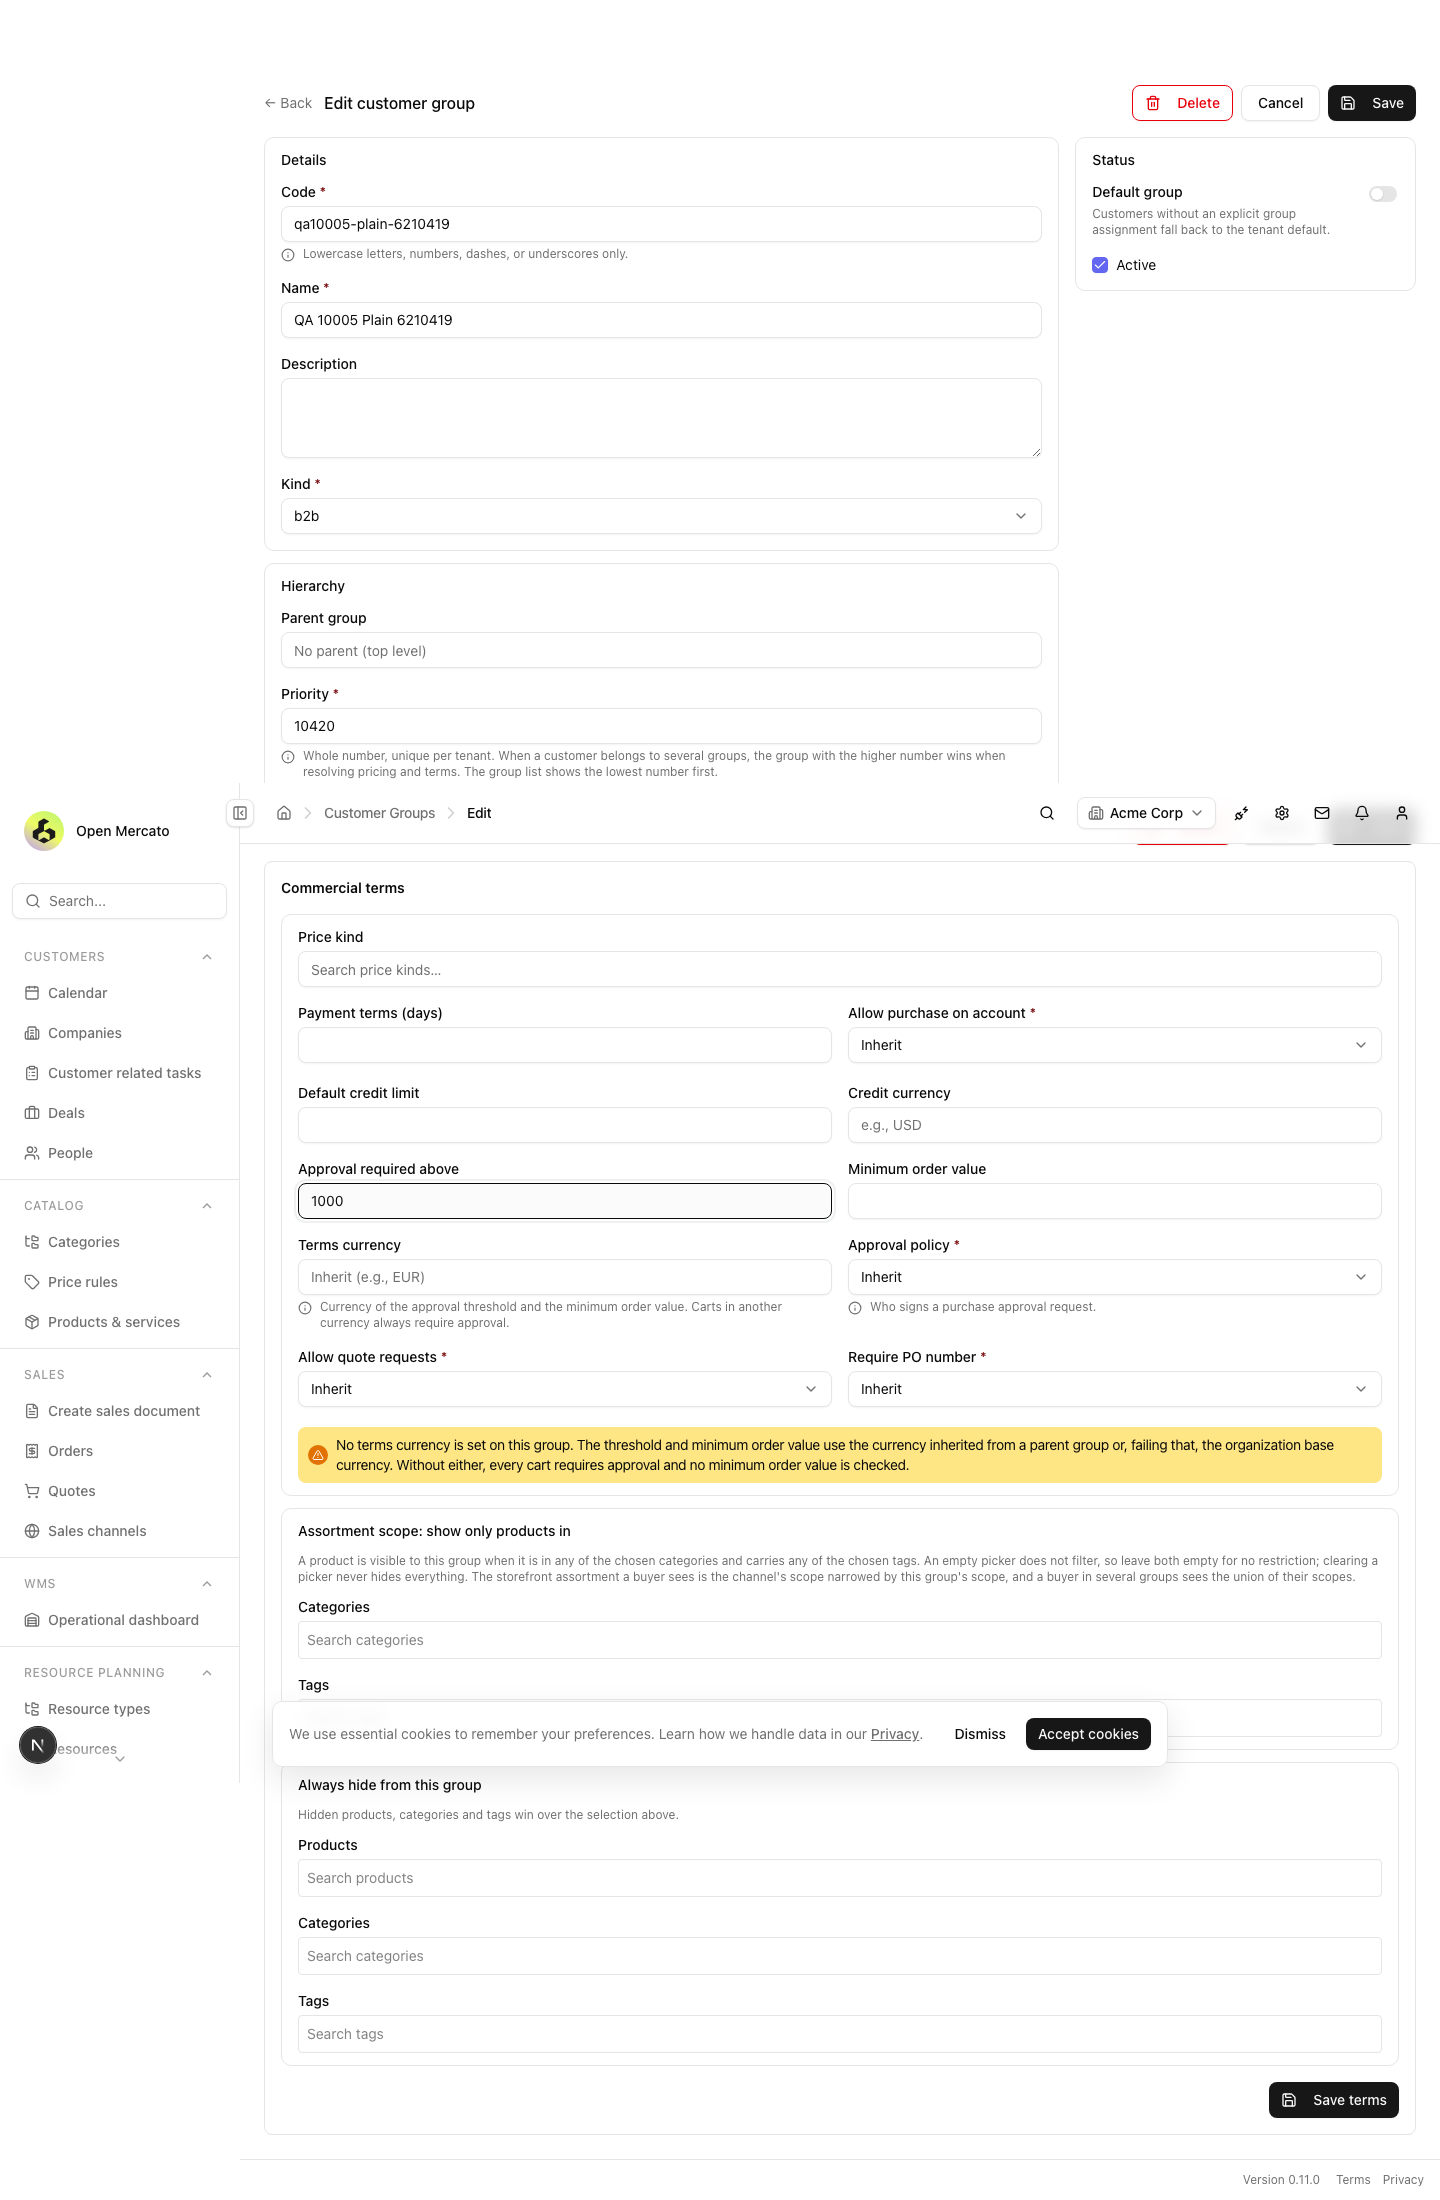 ← Back
Edit customer group
Delete
Cancel
Save
Details
Code *
qa10005-plain-6210419
Lowercase letters, numbers, dashes, or underscores only.
Name *
QA 10005 Plain 6210419
Description
Kind *
b2b
Status
Default group
Customers without an explicit group
assignment fall back to the tenant default.
Active
Hierarchy
Parent group
No parent (top level)
Priority *
10420
Whole number, unique per tenant. When a customer belongs to several groups, the group with the higher number wins when
resolving pricing and terms. The group list shows the lowest number first.
Open Mercato
Search...
CUSTOMERS
Calendar
Companies
Customer related tasks
Deals
People
CATALOG
Categories
Price rules
Products & services
SALES
Create sales document
Orders
Quotes
Sales channels
WMS
Operational dashboard
RESOURCE PLANNING
Resource types
esources
N
Customer Groups
Edit
Acme Corp
Commercial terms
Price kind
Search price kinds...
Payment terms (days)
Allow purchase on account *
Inherit
Default credit limit
Credit currency
e.g., USD
Approval required above
1000
Minimum order value
Terms currency
Inherit (e.g., EUR)
Currency of the approval threshold and the minimum order value. Carts in another
currency always require approval.
Approval policy *
Inherit
Who signs a purchase approval request.
Allow quote requests *
Inherit
Require PO number *
Inherit
No terms currency is set on this group. The threshold and minimum order value use the currency inherited from a parent group or, failing that, the organization base
currency. Without either, every cart requires approval and no minimum order value is checked.
Assortment scope: show only products in
A product is visible to this group when it is in any of the chosen categories and carries any of the chosen tags. An empty picker does not filter, so leave both empty for no restriction; clearing a
picker never hides everything. The storefront assortment a buyer sees is the channel's scope narrowed by this group's scope, and a buyer in several groups sees the union of their scopes.
Categories
Search categories
Tags
We use essential cookies to remember your preferences. Learn how we handle data in our Privacy.
Dismiss
Accept cookies
Always hide from this group
Hidden products, categories and tags win over the selection above.
Products
Search products
Categories
Search categories
Tags
Search tags
Save terms
Version 0.11.0
Terms
Privacy